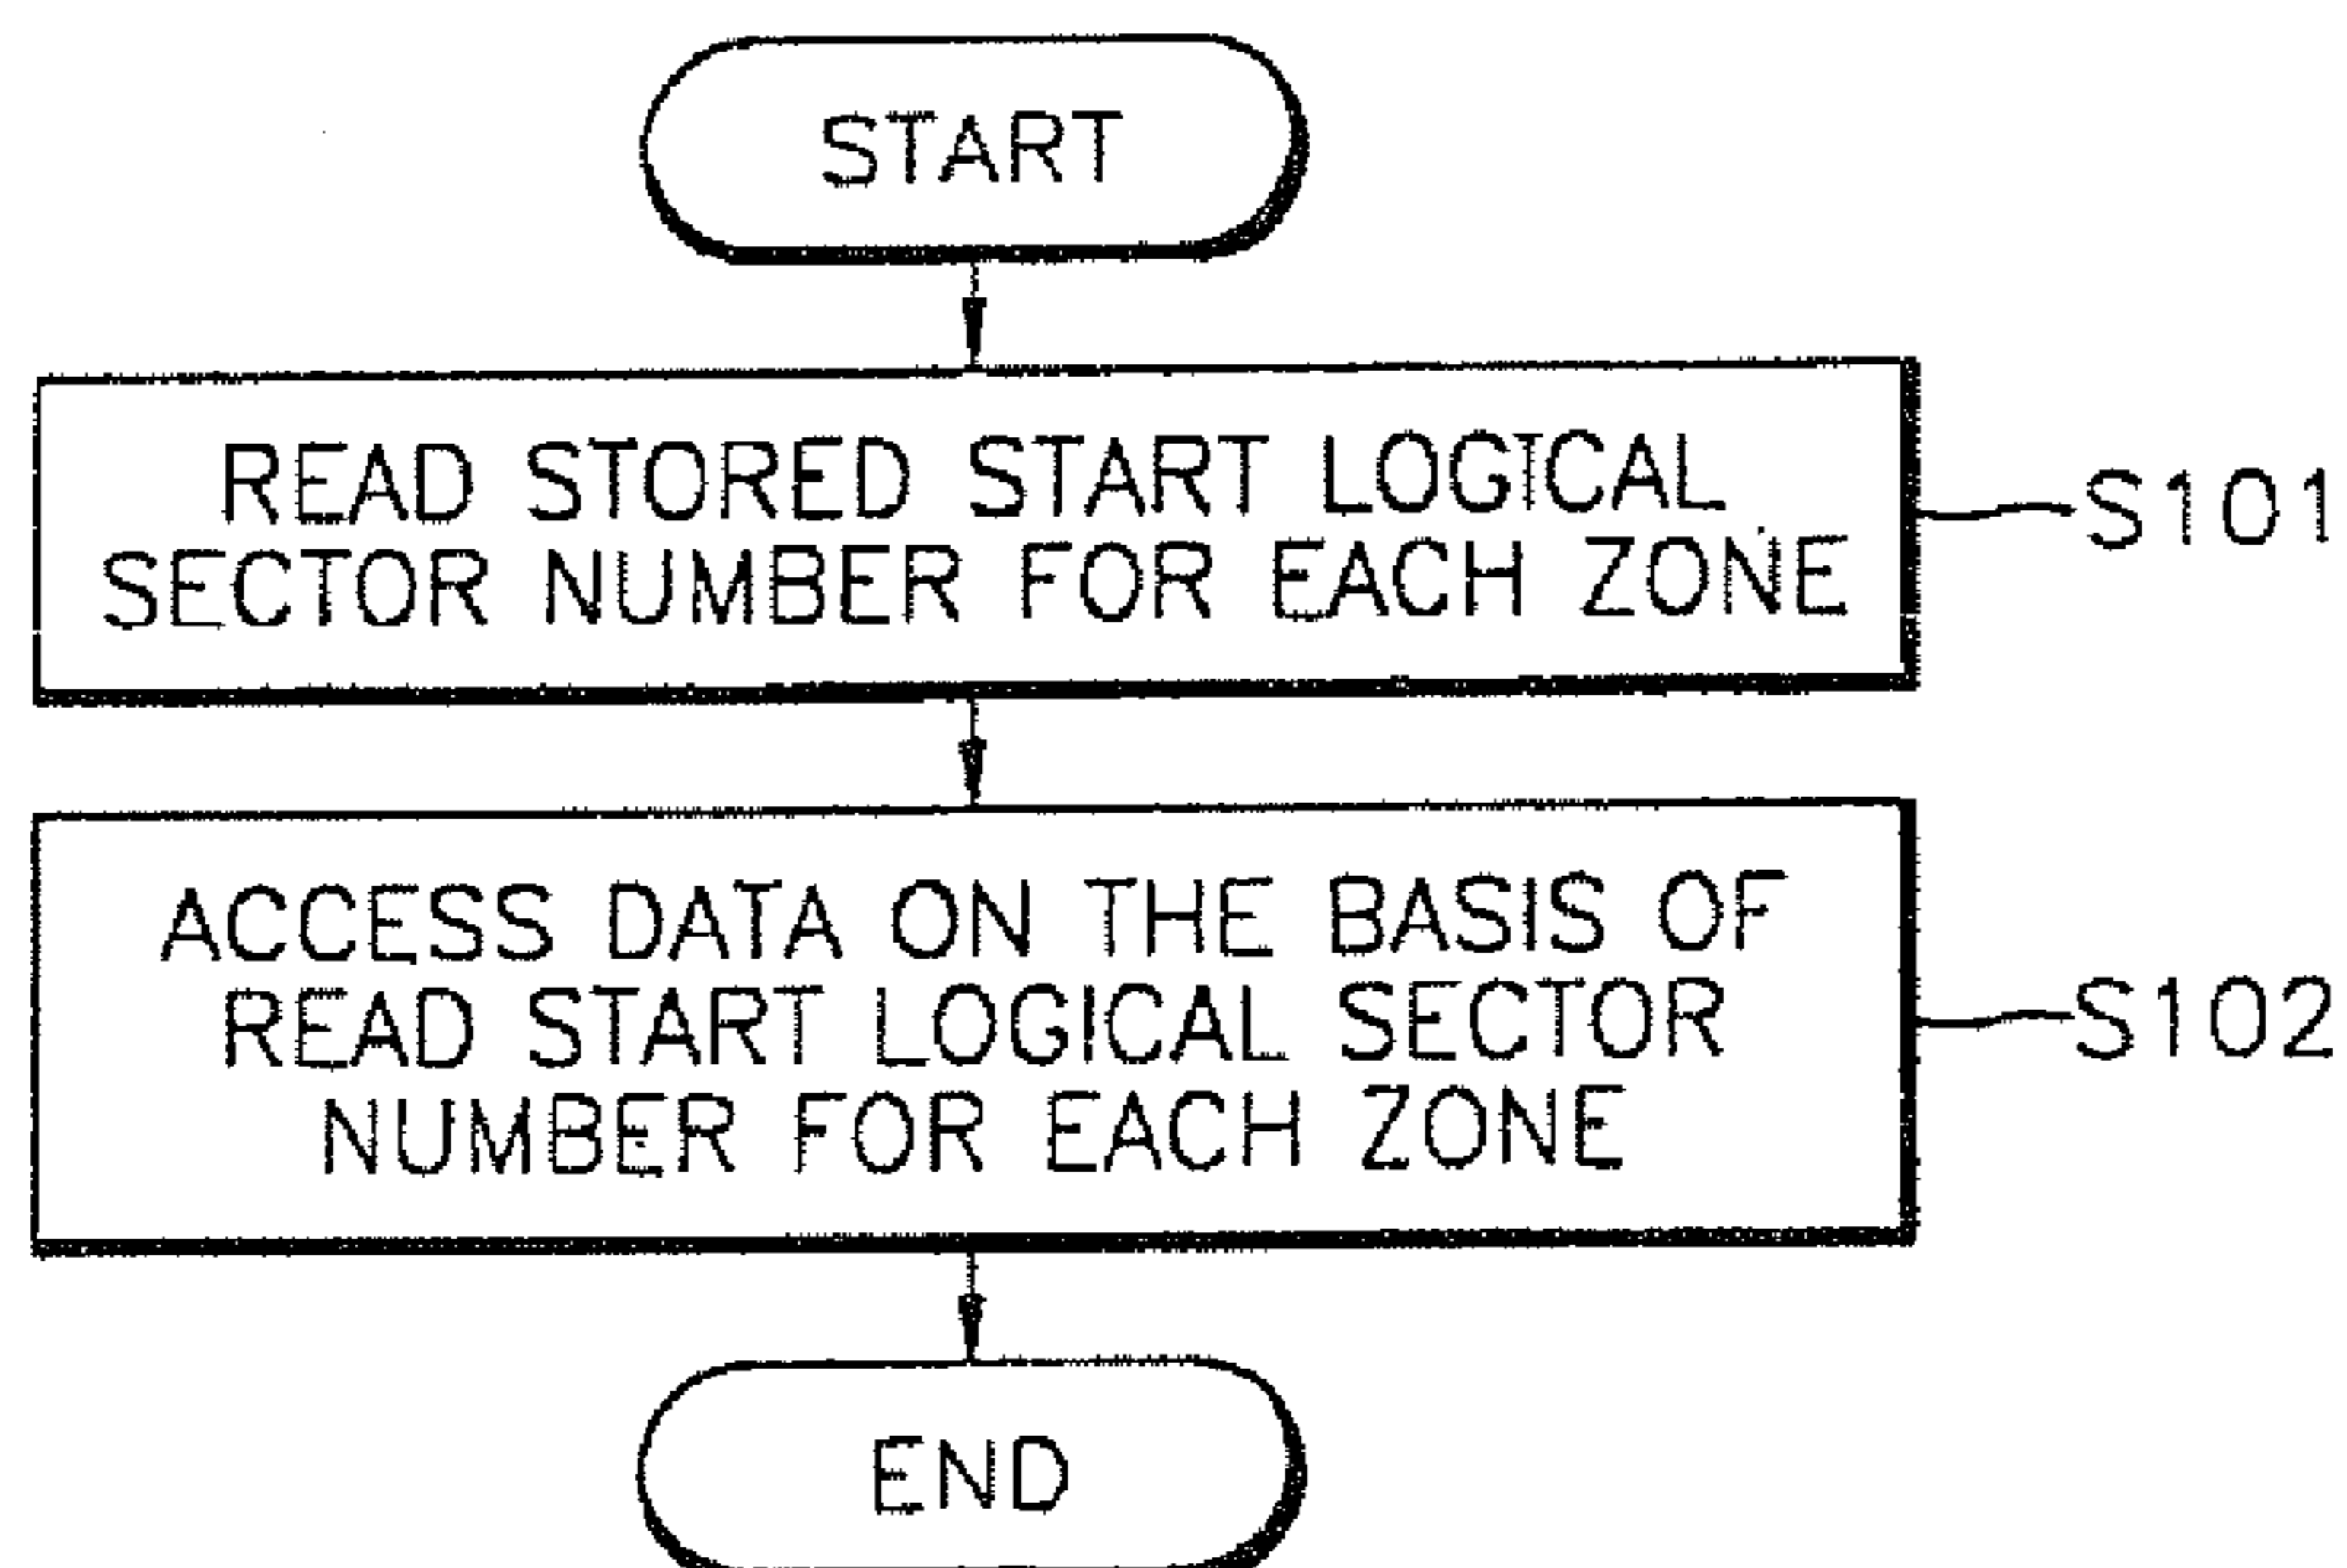 START
READ STORED START LOGICAL
SECTOR NUMBER FOR EACH ZONE
S101
ACCESS DATA ON THE BASIS OF
READ START LOGICAL SECTOR
NUMBER FOR EACH ZONE
S102
END